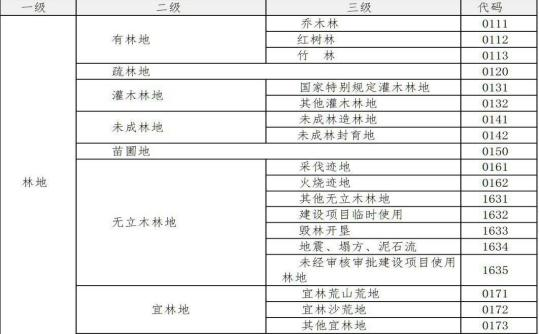 一级 二级 三级 代码
林地
有林地 乔木林 0111
红树林 0112
竹 林 0113
疏林地 0120
灌木林地 国家特别规定灌木林地 0131
其他灌木林地 0132
未成林地 未成林造林地 0141
未成林封育地 0142
苗圃地 0150
无立木林地 采伐迹地 0161
火烧迹地 0162
其他无立木林地 1631
建设项目临时使用 1632
毁林开垦 1633
地震、塌方、泥石流 1634
未经审核审批建设项目使用
林地 1635
宜林地 宜林荒山荒地 0171
宜林沙荒地 0172
其他宜林地 0173